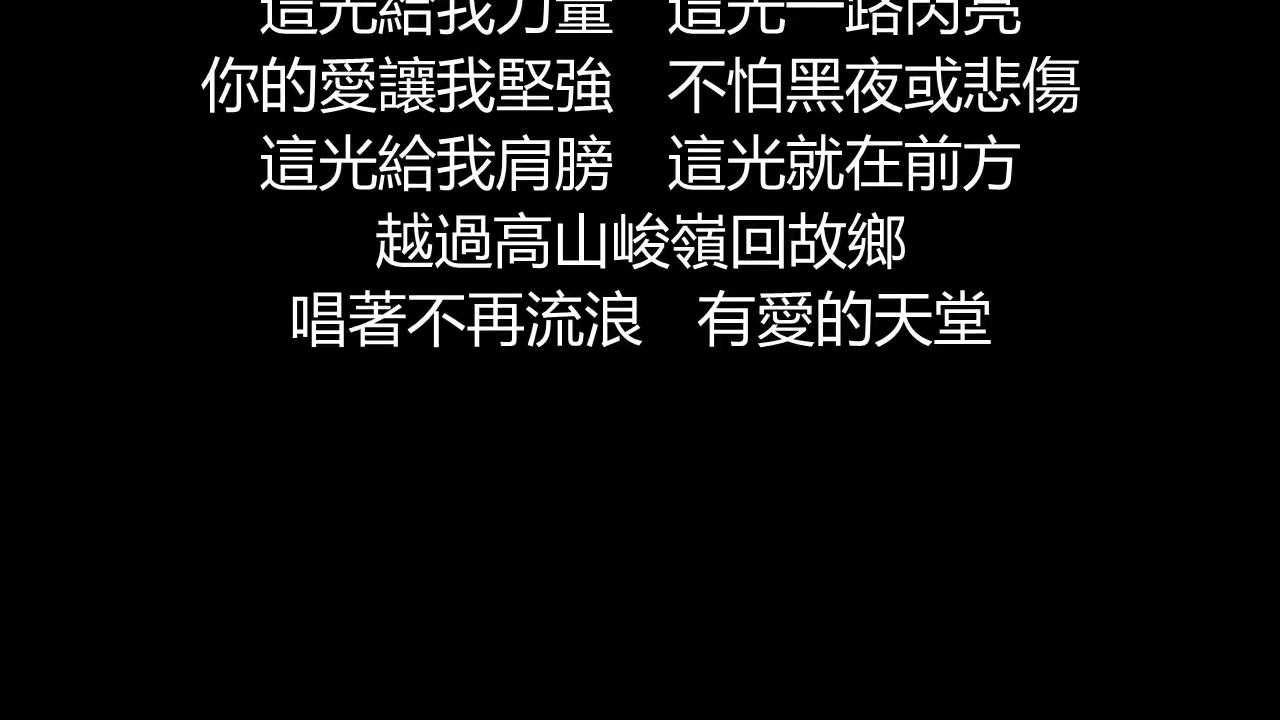 這光給我力量　這光一路閃亮
你的愛讓我堅強　不怕黑夜或悲傷
這光給我肩膀　這光就在前方
越過高山峻嶺回故鄉
唱著不再流浪　有愛的天堂